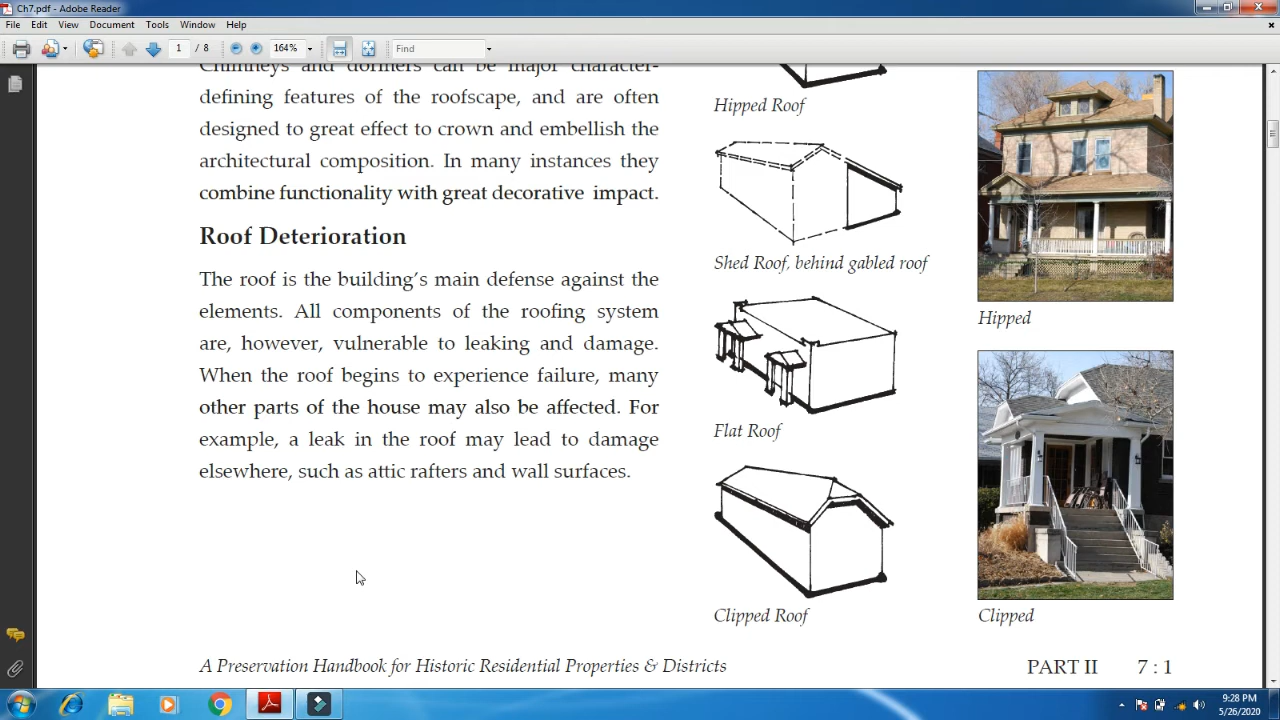 Ch7.pdf - Adobe Reader
File Edit View Document Tools Window Help
1 / 8 164% Find
Chimneys and dormers can be major character-
defining features of the roofscape, and are often
designed to great effect to crown and embellish the
architectural composition. In many instances they
combine functionality with great decorative impact.
Roof Deterioration
The roof is the building's main defense against the
elements. All components of the roofing system
are, however, vulnerable to leaking and damage.
When the roof begins to experience failure, many
other parts of the house may also be affected. For
example, a leak in the roof may lead to damage
elsewhere, such as attic rafters and wall surfaces.
Hipped Roof
Shed Roof, behind gabled roof
Flat Roof
Clipped Roof
Hipped
Clipped
A Preservation Handbook for Historic Residential Properties & Districts
PART II 7 : 1
9:28 PM
5/26/2020